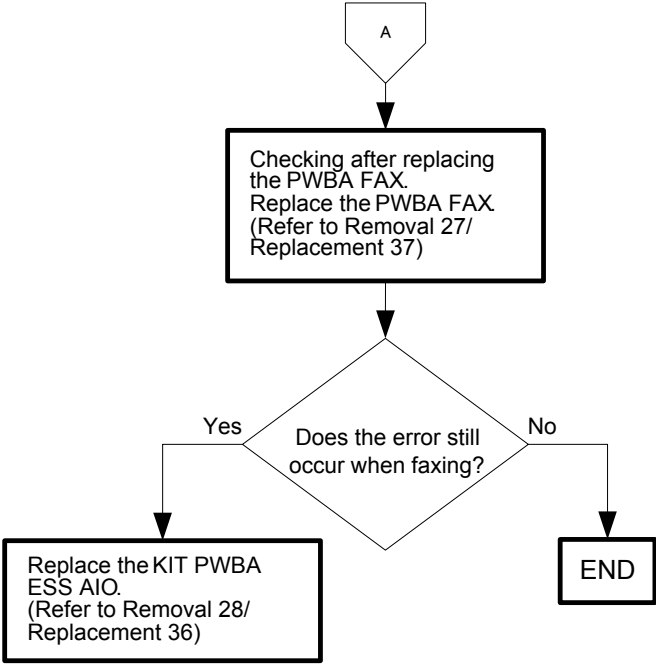 A
Checking after replacing
the PWBA FAX.
Replace the PWBA FAX.
(Refer to Removal 27/
Replacement 37)
Yes
No
Does the error still
occur when faxing?
Replace the KIT PWBA
ESS AIO.
(Refer to Removal 28/
Replacement 36)
END